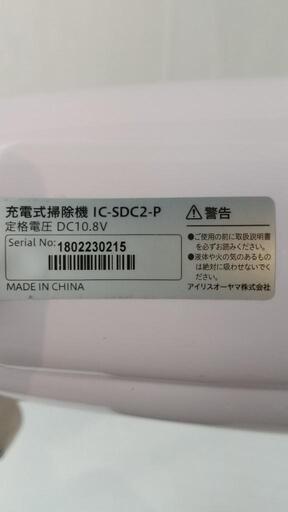 充電式掃除機 IC-SDC2-P
定格電圧 DC10.8V
Serial No: 1802230215
MADE IN CHINA
⚠警告
●ご使用の前に取扱説明書
を必ずお読みください。
●液体や火の気のあるもの
は絶対に吸わせないで
ください。
アイリスオーヤマ株式会社